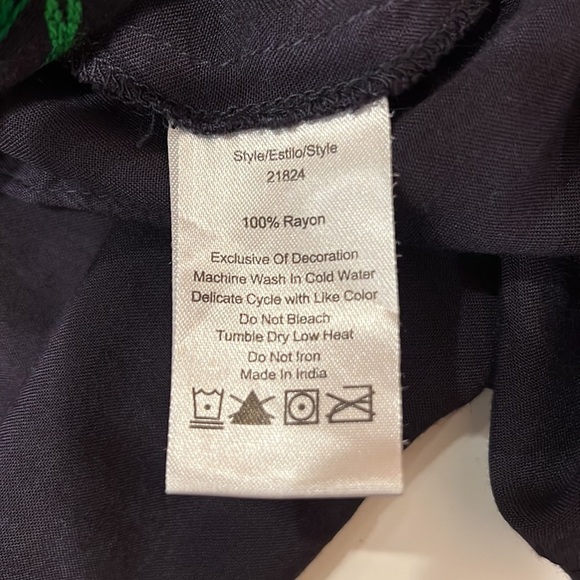 Style/Estilo/Style
21824
100% Rayon
Exclusive Of Decoration
Machine Wash In Cold Water
Delicate Cycle with Like Color
Do Not Bleach
Tumble Dry Low Heat
Do Not Iron
Made In India